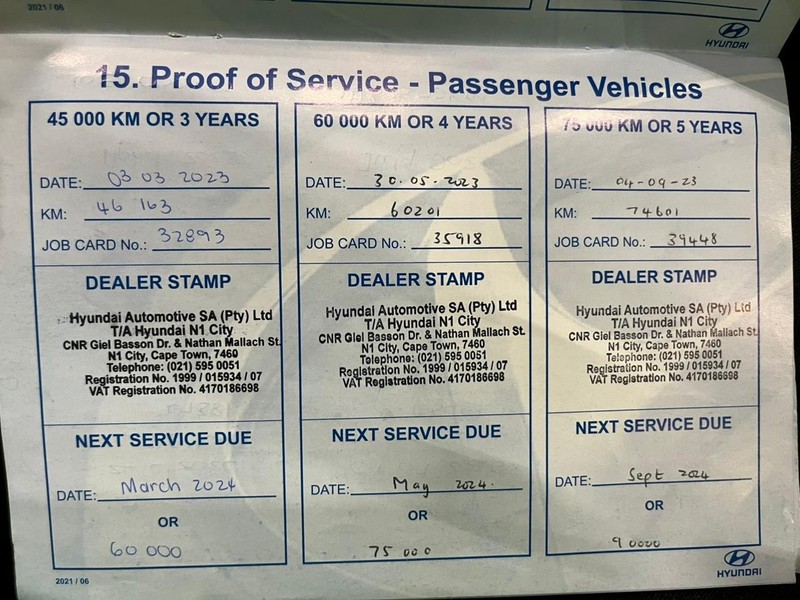 2021 / 06
HYUNDAI
15. Proof of Service - Passenger Vehicles
45 000 KM OR 3 YEARS
DATE: 03 03 2023
KM: 46 163
JOB CARD No.: 32893
DEALER STAMP
Hyundai Automotive SA (Pty) Ltd
T/A Hyundai N1 City
CNR Giel Basson Dr. & Nathan Mallach St.
N1 City, Cape Town, 7460
Telephone: (021) 595 0051
Registration No. 1999 / 015934 / 07
VAT Registration No. 4170186698
NEXT SERVICE DUE
DATE: March 2024
OR
60 000
60 000 KM OR 4 YEARS
DATE: 30.05.2023
KM: 60201
JOB CARD No.: 35918
DEALER STAMP
Hyundai Automotive SA (Pty) Ltd
T/A Hyundai N1 City
CNR Giel Basson Dr. & Nathan Mallach St.
N1 City, Cape Town, 7460
Telephone: (021) 595 0051
Registration No. 1999 / 015934 / 07
VAT Registration No. 4170186698
NEXT SERVICE DUE
DATE: May 2024.
OR
75 000
75 000 KM OR 5 YEARS
DATE: 04-09-23
KM: 74601
JOB CARD No.: 39448
DEALER STAMP
Hyundai Automotive SA (Pty) Ltd
T/A Hyundai N1 City
CNR Giel Basson Dr. & Nathan Mallach St.
N1 City, Cape Town, 7460
Telephone: (021) 595 0051
Registration No. 1999 / 015934 / 07
VAT Registration No. 4170186698
NEXT SERVICE DUE
DATE: Sept 2024
OR
90000
2021 / 06
HYUNDAI